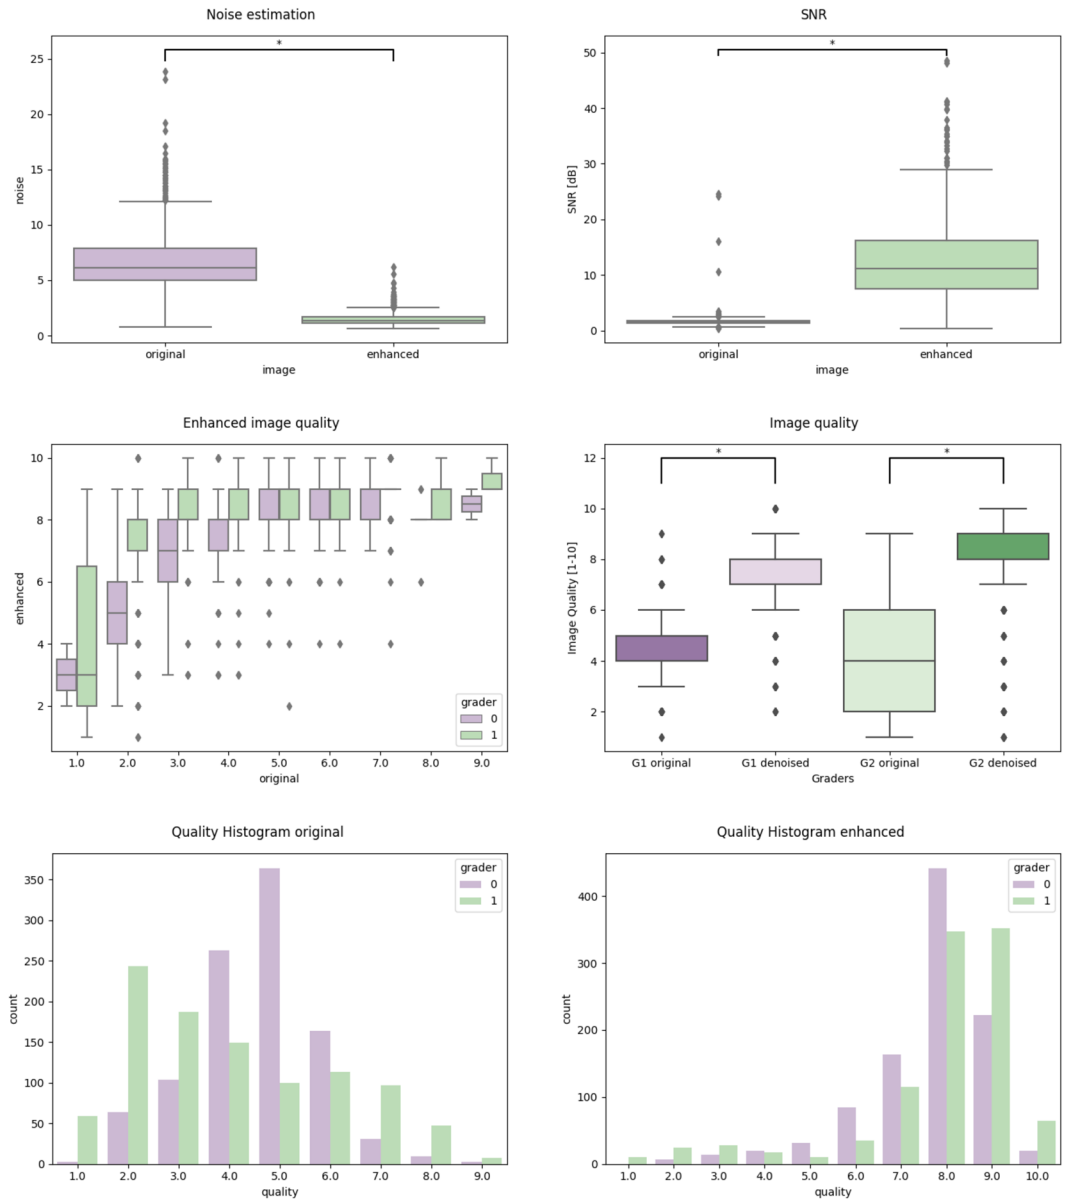 Noise estimation
*
25
20
15
10
5
0
noise
original enhanced
image
SNR
*
50
40
30
20
10
0
SNR [dB]
original enhanced
image
Enhanced image quality
10
8
6
4
2
enhanced
grader
0
1
1.0 2.0 3.0 4.0 5.0 6.0 7.0 8.0 9.0
original
Image quality
* *
12
10
8
6
4
2
Image Quality [1-10]
G1 original G1 denoised G2 original G2 denoised
Graders
Quality Histogram original
grader
0
1
350
300
250
200
150
100
50
0
count
1.0 2.0 3.0 4.0 5.0 6.0 7.0 8.0 9.0
quality
Quality Histogram enhanced
grader
0
1
400
300
200
100
0
count
1.0 2.0 3.0 4.0 5.0 6.0 7.0 8.0 9.0 10.0
quality